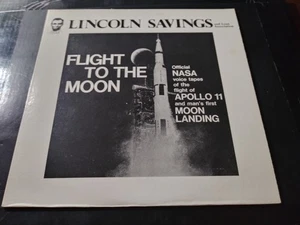 LINCOLN SAVINGS
FLIGHT
TO THE
MOON
Official
NASA
voice tapes
of the
flight of
APOLLO 11
and man's first
MOON
LANDING